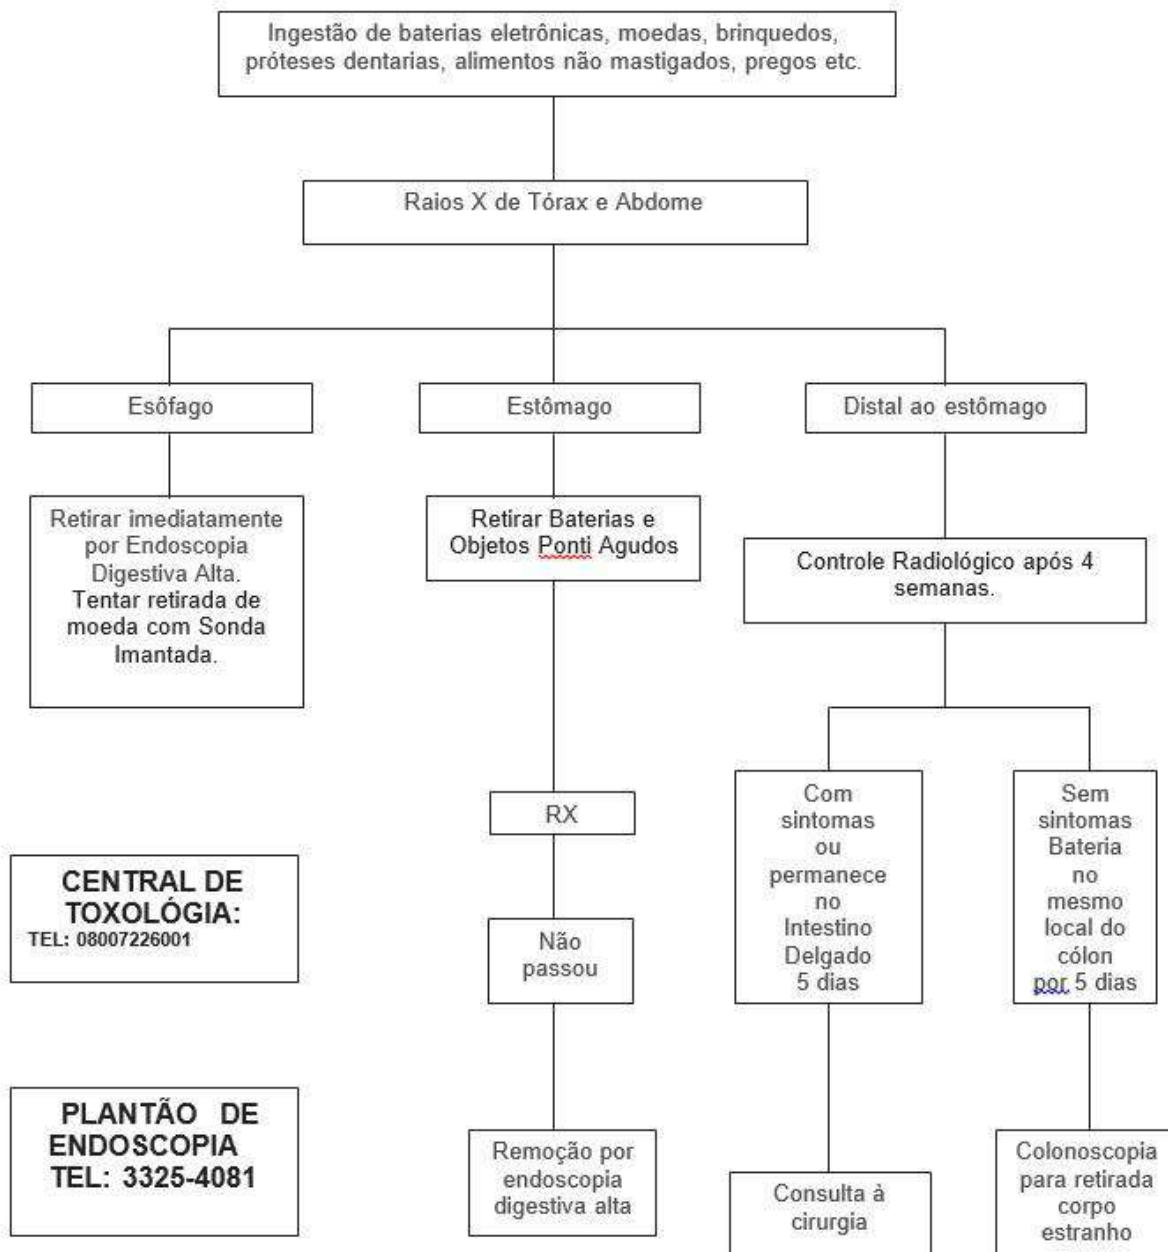 Ingestão de baterias eletrônicas, moedas, brinquedos,
próteses dentarias, alimentos não mastigados, pregos etc.
Raios X de Tórax e Abdome
Esôfago
Estômago
Distal ao estômago
Retirar imediatamente
por Endoscopia
Digestiva Alta.
Tentar retirada de
moeda com Sonda
Imantada.
Retirar Baterias e
Objetos Ponti Agudos
Controle Radiológico após 4
semanas.
RX
Com
sintomas
ou
permanece
no
Intestino
Delgado
5 dias
Sem
sintomas
Bateria
no
mesmo
local do
cólon
por 5 dias
CENTRAL DE
TOXOLÓGIA:
TEL: 08007226001
Não
passou
PLANTÃO DE
ENDOSCOPIA
TEL: 3325-4081
Remoção por
endoscopia
digestiva alta
Consulta à
cirurgia
Colonoscopia
para retirada
corpo
estranho